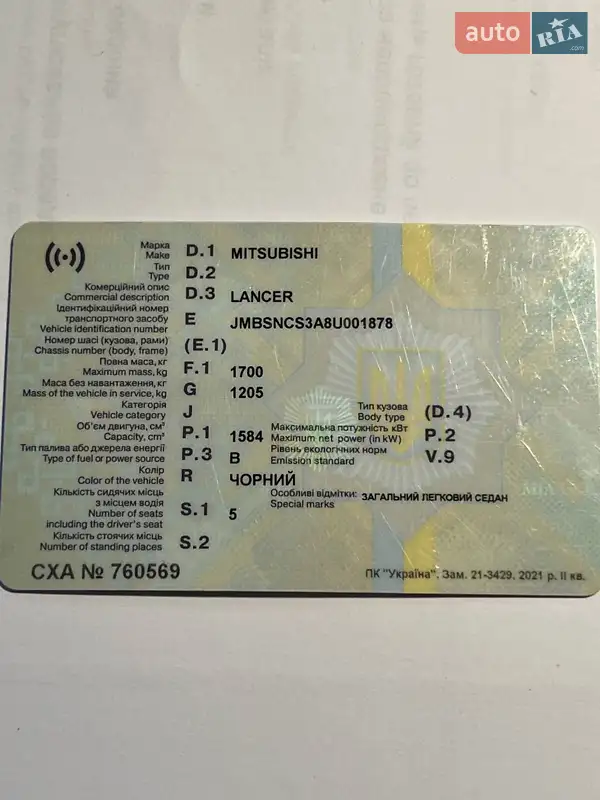 auto RIA .com
Марка
Make D.1 MITSUBISHI
Тип
Type D.2
Комерційний опис
Commercial description D.3 LANCER
Ідентифікаційний номер
транспортного засобу
Vehicle identification number E JMBSNCS3A8U001878
Номер шасі (кузова, рами)
Chassis number (body, frame) (E.1)
Повна маса, кг
Maximum mass, kg F.1 1700
Маса без навантаження, кг
Mass of the vehicle in service, kg G 1205
Категорія
Vehicle category J
Тип кузова
Body type (D.4)
Об'єм двигуна, см³
Capacity, cm³ P.1 1584
Максимальна потужність кВт
Maximum net power (in kW) P.2
Тип палива або джерела енергії
Type of fuel or power source P.3 B
Рівень екологічних норм
Emission standard V.9
Колір
Color of the vehicle R ЧОРНИЙ
Кількість сидячих місць
з місцем водія
Number of seats
including the driver's seat S.1 5
Особливі відмітки: ЗАГАЛЬНИЙ ЛЕГКОВИЙ СЕДАН
Special marks
Кількість стоячих місць
Number of standing places S.2
СХА № 760569
ПК "Україна". Зам. 21-3429. 2021 р. II кв.